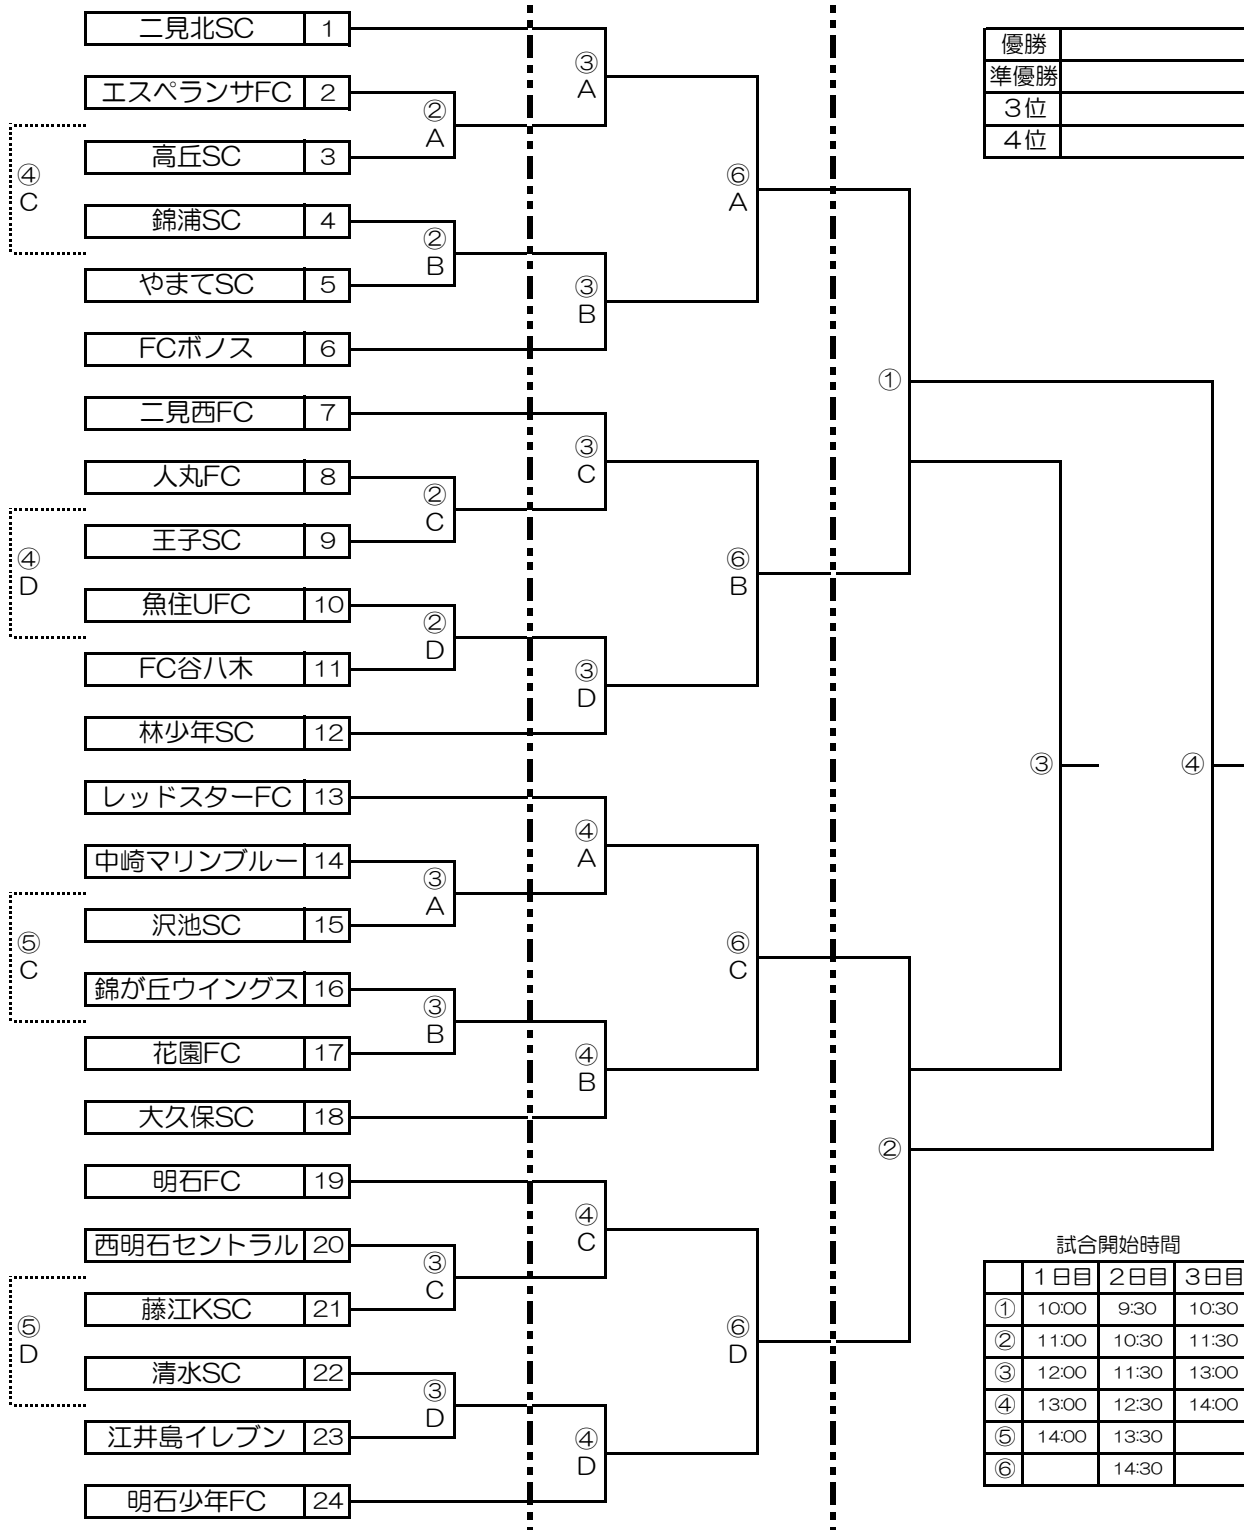 二見北SC 1
エスペランサFC 2
高丘SC 3
錦浦SC 4
やまてSC 5
FCボノス 6
二見西FC 7
人丸FC 8
王子SC 9
魚住UFC 10
FC谷八木 11
林少年SC 12
レッドスターFC 13
中崎マリンブルー 14
沢池SC 15
錦が丘ウイングス 16
花園FC 17
大久保SC 18
明石FC 19
西明石セントラル 20
藤江KSC 21
清水SC 22
江井島イレブン 23
明石少年FC 24
④
C
④
D
⑤
C
⑤
D
②
A
②
B
②
C
②
D
③
A
③
B
③
C
③
D
③
A
③
B
③
C
③
D
④
A
④
B
④
C
④
D
⑥
A
⑥
B
⑥
C
⑥
D
①
②
③
④
優勝
準優勝
3位
4位
試合開始時間
1日目 2日目 3日目
① 10:00 9:30 10:30
② 11:00 10:30 11:30
③ 12:00 11:30 13:00
④ 13:00 12:30 14:00
⑤ 14:00 13:30
⑥ 14:30